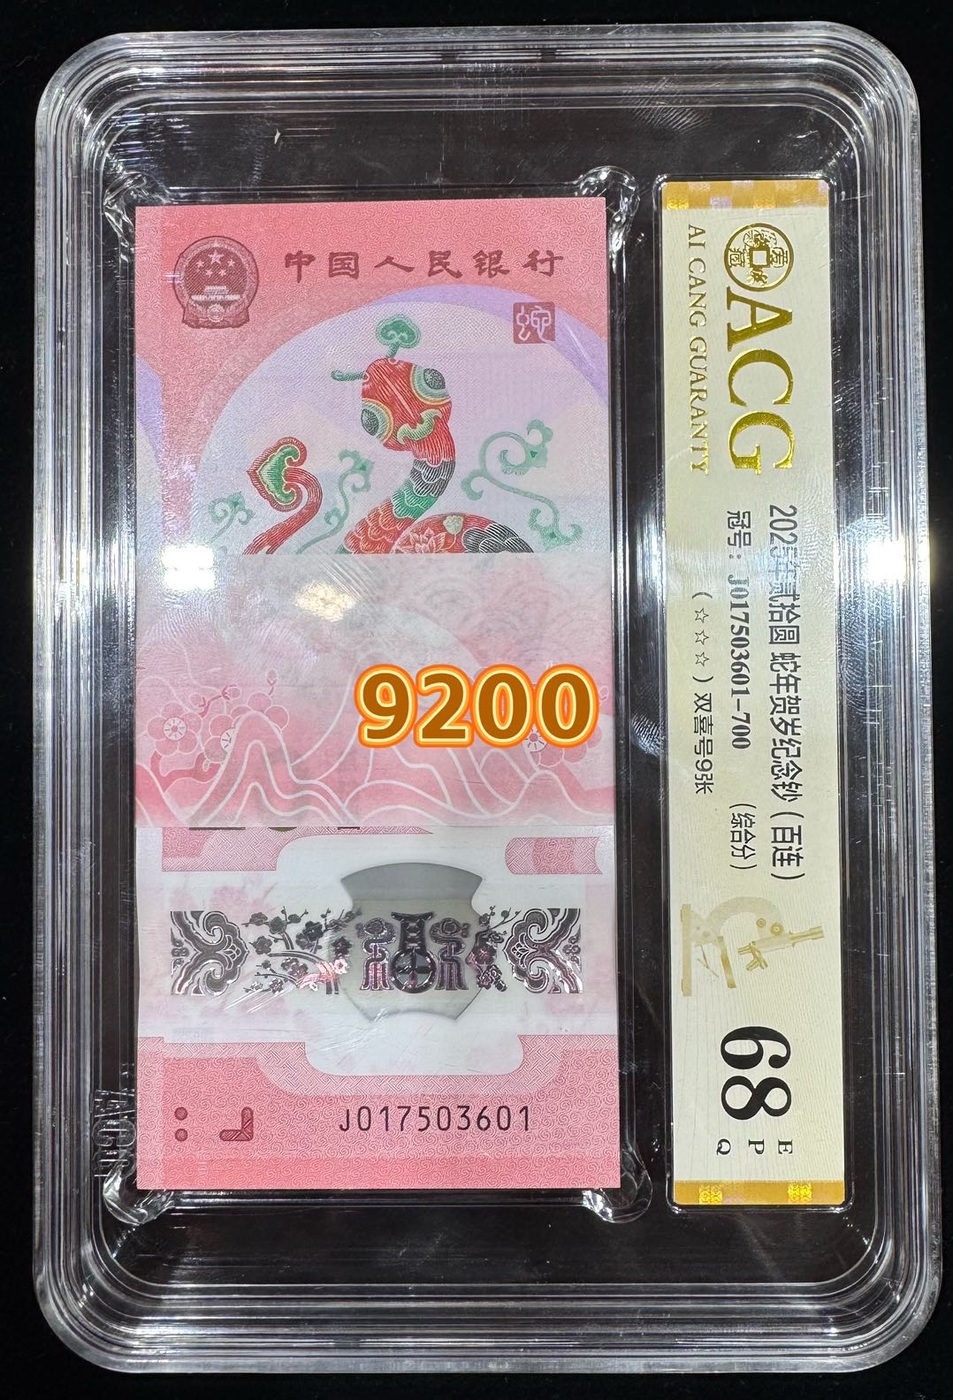 中国人民银行
蛇
9200
福
J017503601
ACG
AI CANG GUARANTY
2025年贰拾圆 蛇年贺岁纪念钞（百连）
冠号：J017503601-700 （综合分）
（☆☆☆）双喜号9张
68
E
P
Q